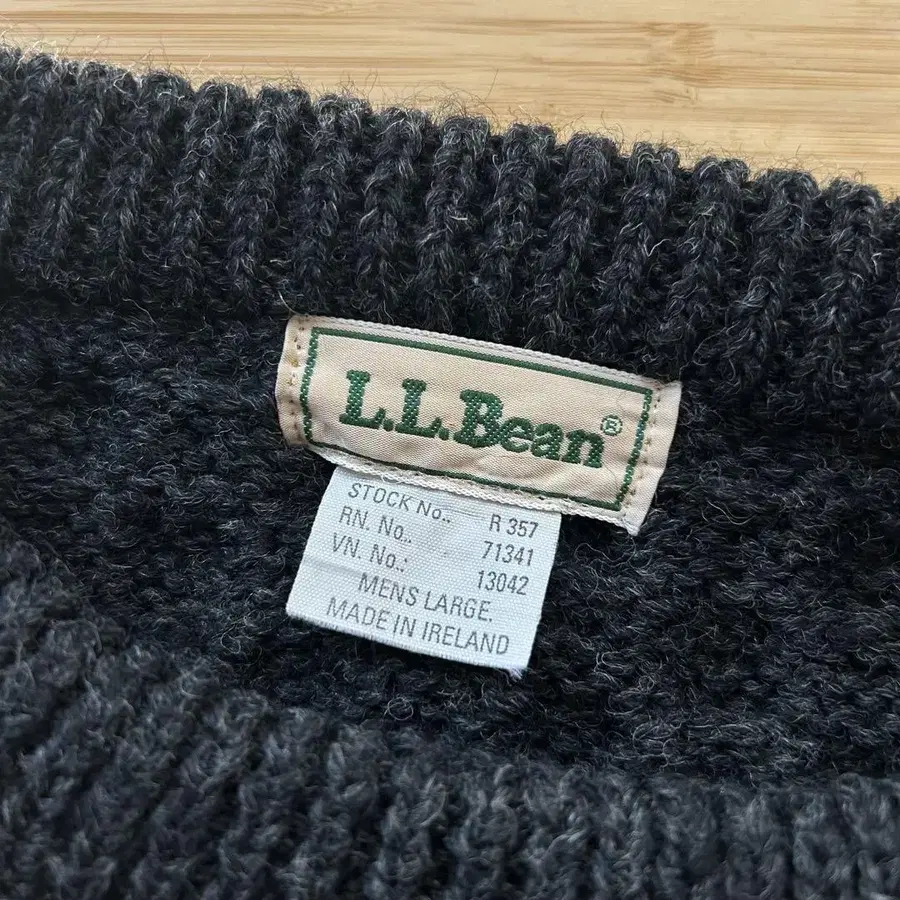 L.L.Bean®
STOCK No.. R 357
RN. No.. 71341
VN. No.: 13042
MENS LARGE.
MADE IN IRELAND